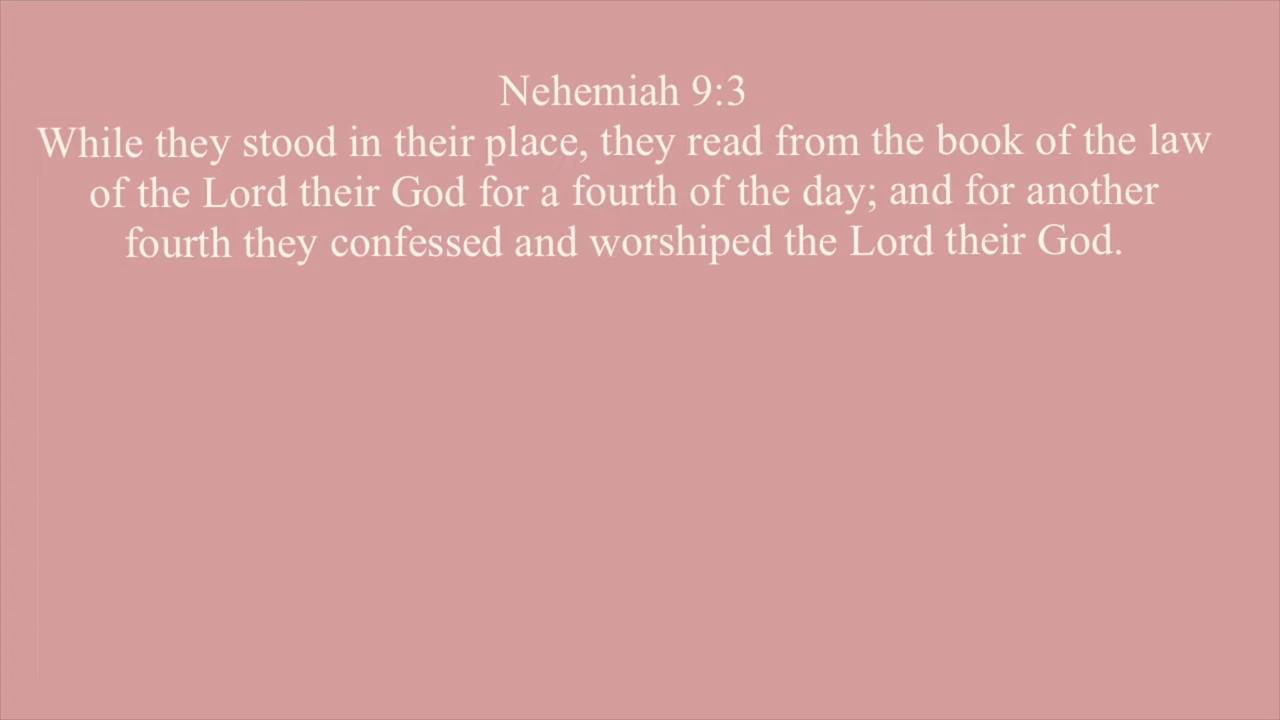 Nehemiah 9:3
While they stood in their place, they read from the book of the law
of the Lord their God for a fourth of the day; and for another
fourth they confessed and worshiped the Lord their God.